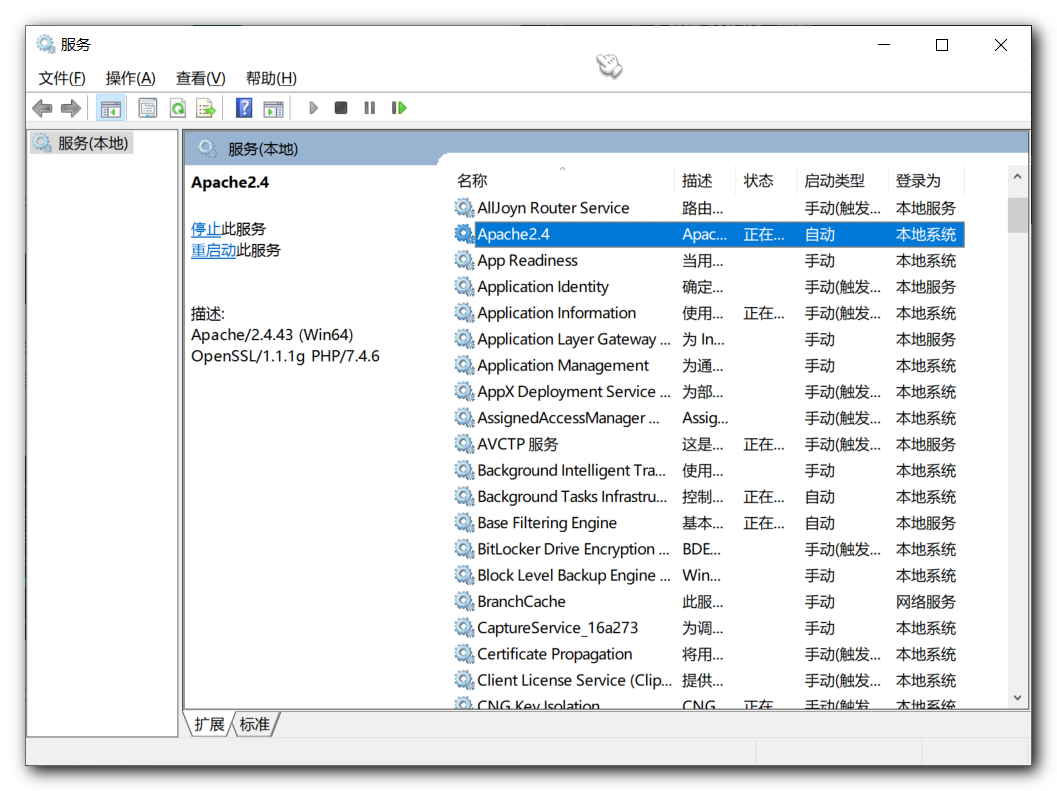 服务
文件(F) 操作(A) 查看(V) 帮助(H)
服务(本地)
服务(本地)
Apache2.4
停止此服务
重启动此服务
描述:
Apache/2.4.43 (Win64)
OpenSSL/1.1.1g PHP/7.4.6
名称 描述 状态 启动类型 登录为
AllJoyn Router Service 路由... 手动(触发... 本地服务
Apache2.4 Apac... 正在... 自动 本地系统
App Readiness 当用... 手动 本地系统
Application Identity 确定... 手动(触发... 本地服务
Application Information 使用... 正在... 手动(触发... 本地系统
Application Layer Gateway ... 为 In... 手动 本地服务
Application Management 为通... 手动 本地系统
AppX Deployment Service ... 为部... 手动(触发... 本地系统
AssignedAccessManager ... Assig... 手动(触发... 本地系统
AVCTP 服务 这是... 正在... 手动(触发... 本地服务
Background Intelligent Tra... 使用... 手动 本地系统
Background Tasks Infrastru... 控制... 正在... 自动 本地系统
Base Filtering Engine 基本... 正在... 自动 本地服务
BitLocker Drive Encryption ... BDE... 手动(触发... 本地系统
Block Level Backup Engine ... Win... 手动 本地系统
BranchCache 此服... 手动 网络服务
CaptureService_16a273 为调... 手动 本地系统
Certificate Propagation 将用... 手动(触发... 本地系统
Client License Service (Clip... 提供... 手动(触发... 本地系统
CNG Key Isolation CNG 正在 手动(触发 本地系统
扩展 标准